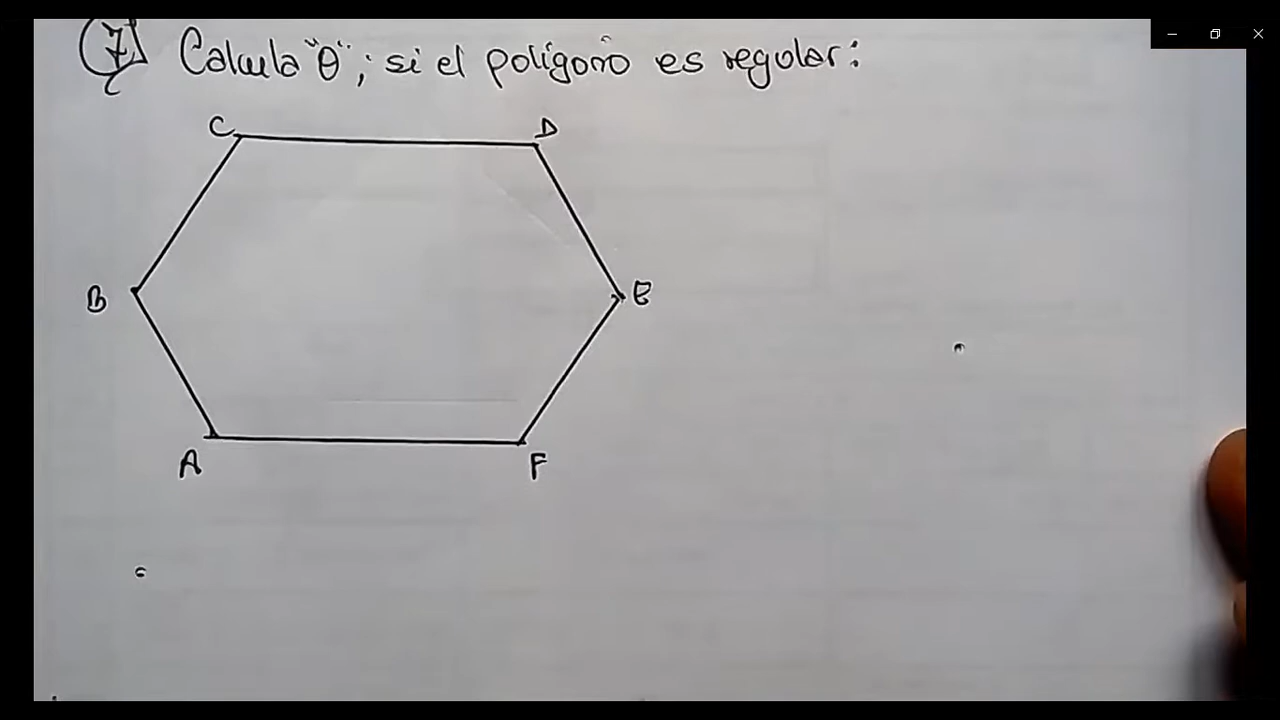 7) Calcula "θ", si el polígono es regular:
C D
B E
A F